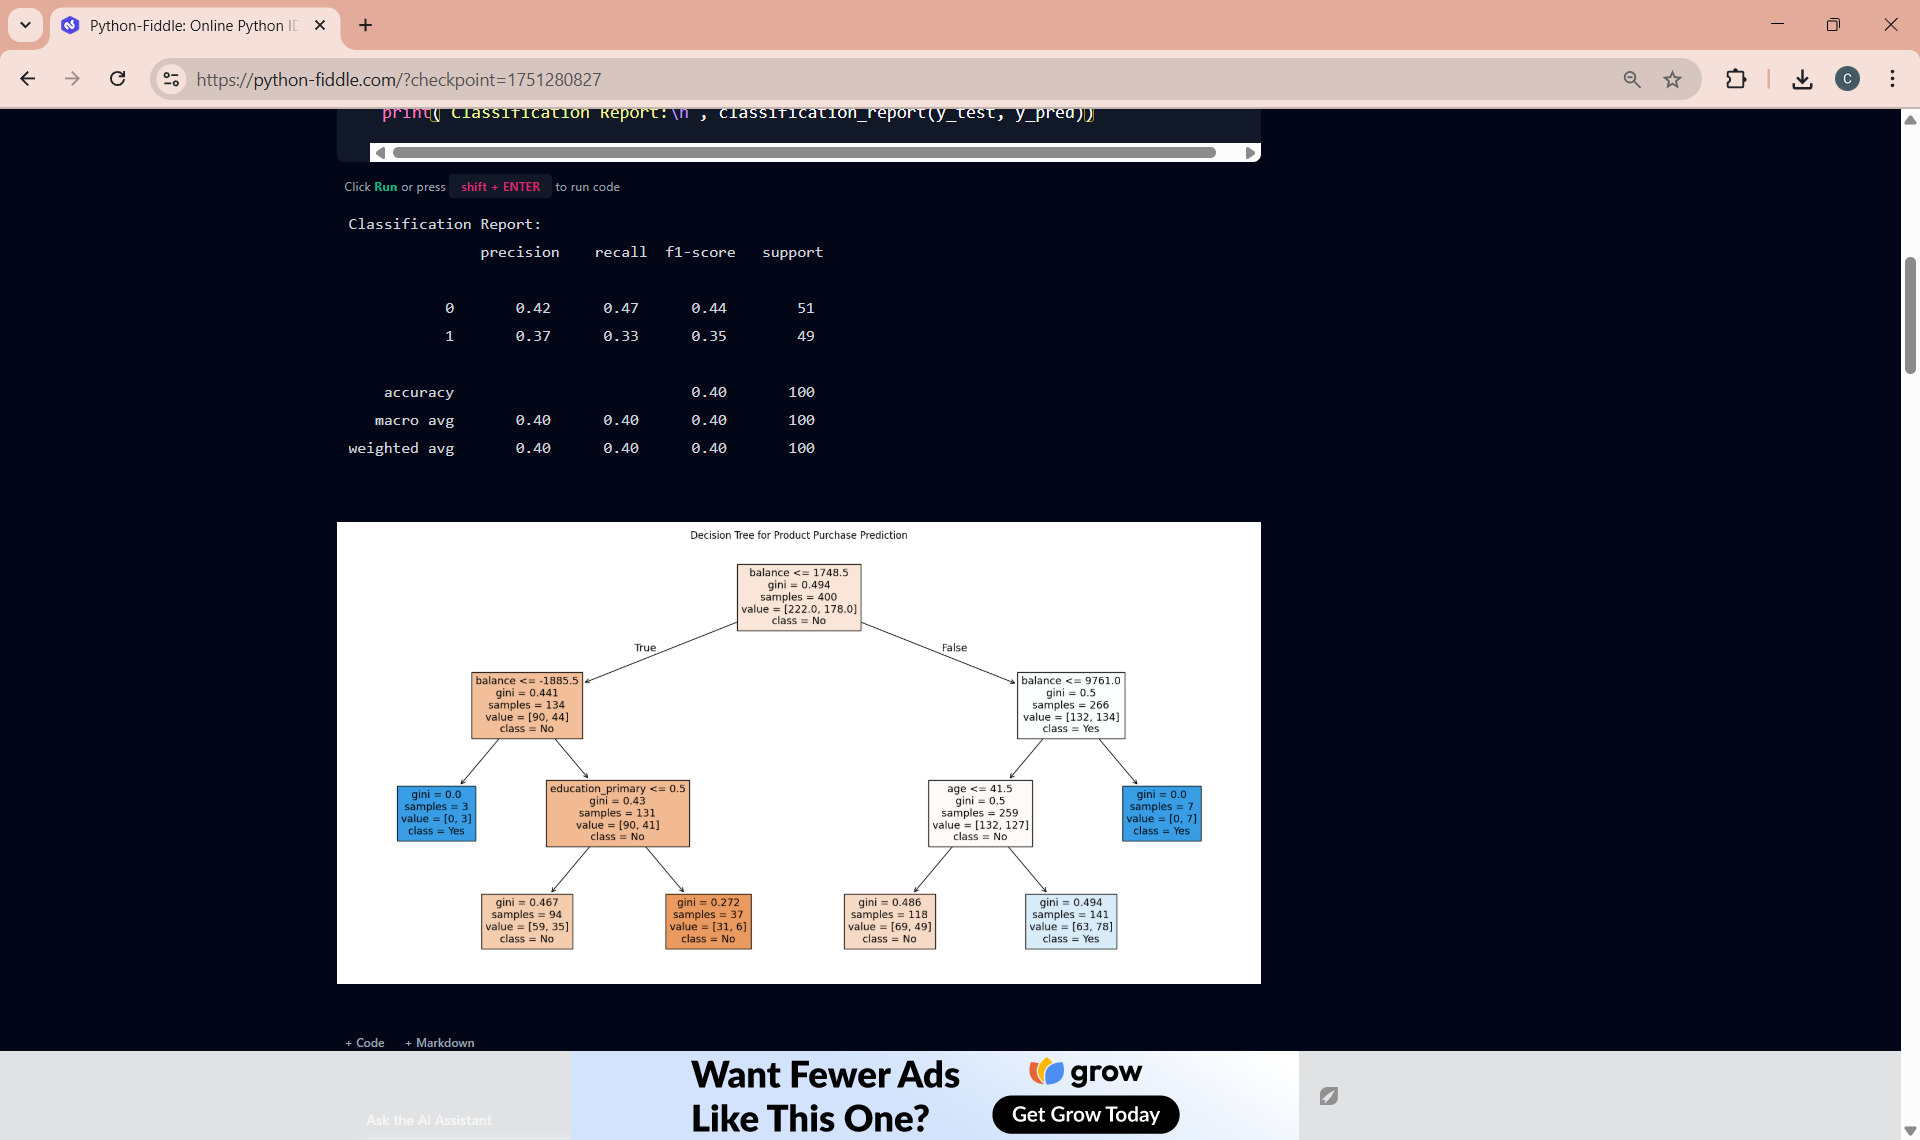 Python-Fiddle: Online Python I
https://python-fiddle.com/?checkpoint=1751280827
C
print( Classification Report:\n , classification_report(y_test, y_pred))
Click Run or press shift + ENTER to run code
Classification Report:
precision recall f1-score support
0 0.42 0.47 0.44 51
1 0.37 0.33 0.35 49
accuracy 0.40 100
macro avg 0.40 0.40 0.40 100
weighted avg 0.40 0.40 0.40 100
Decision Tree for Product Purchase Prediction
balance <= 1748.5
gini = 0.494
samples = 400
value = [222.0, 178.0]
class = No
True
False
balance <= -1885.5
gini = 0.441
samples = 134
value = [90, 44]
class = No
balance <= 9761.0
gini = 0.5
samples = 266
value = [132, 134]
class = Yes
gini = 0.0
samples = 3
value = [0, 3]
class = Yes
education_primary <= 0.5
gini = 0.43
samples = 131
value = [90, 41]
class = No
age <= 41.5
gini = 0.5
samples = 259
value = [132, 127]
class = No
gini = 0.0
samples = 7
value = [0, 7]
class = Yes
gini = 0.467
samples = 94
value = [59, 35]
class = No
gini = 0.272
samples = 37
value = [31, 6]
class = No
gini = 0.486
samples = 118
value = [69, 49]
class = No
gini = 0.494
samples = 141
value = [63, 78]
class = Yes
+ Code + Markdown
Ask the AI Assistant
Want Fewer Ads
Like This One?
grow
Get Grow Today